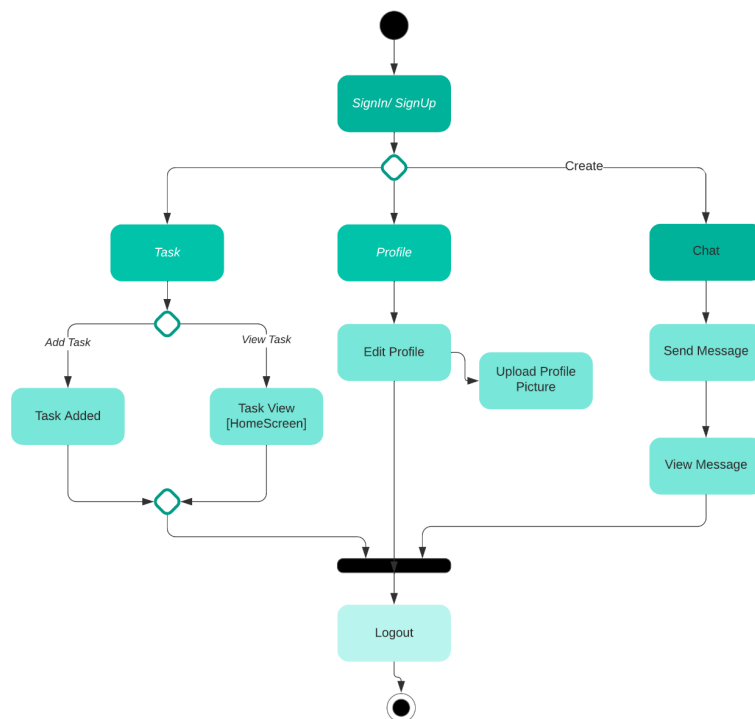 SignIn/ SignUp
Create
Task
Profile
Chat
Add Task
View Task
Edit Profile
Send Message
Upload Profile
Picture
Task Added
Task View
[HomeScreen]
View Message
Logout